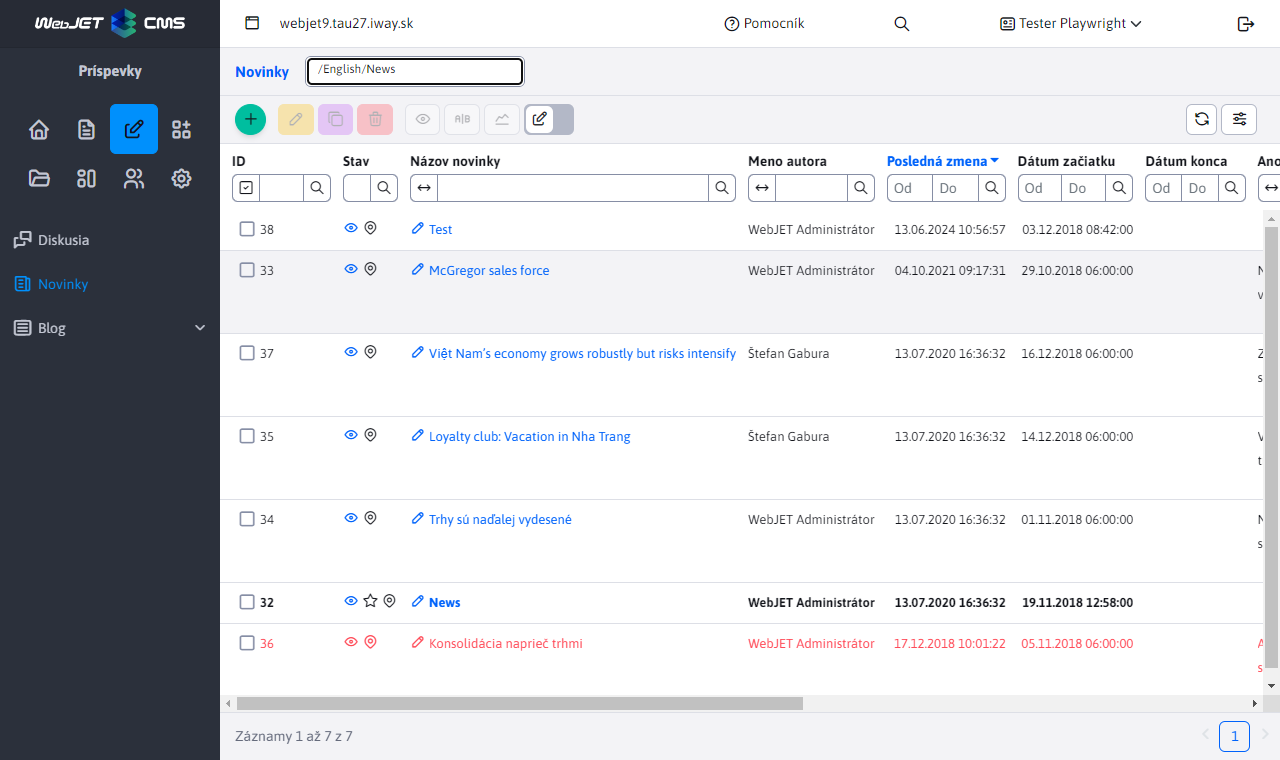 WebJET CMS
webjet9.tau27.iway.sk
Pomocník
Tester Playwright
Príspevky
Novinky
/English/News
A|B
Diskusia
Novinky
Blog
ID Stav Názov novinky Meno autora Posledná zmena Dátum začiatku Dátum konca Ano
Od Do Od Do Od Do
38 Test WebJET Administrátor 13.06.2024 10:56:57 03.12.2018 08:42:00
33 McGregor sales force WebJET Administrátor 04.10.2021 09:17:31 29.10.2018 06:00:00
37 Việt Nam’s economy grows robustly but risks intensify Štefan Gabura 13.07.2020 16:36:32 16.12.2018 06:00:00 Z
s
35 Loyalty club: Vacation in Nha Trang Štefan Gabura 13.07.2020 16:36:32 14.12.2018 06:00:00 V
t
34 Trhy sú naďalej vydesené WebJET Administrátor 13.07.2020 16:36:32 01.11.2018 06:00:00
s
32 News WebJET Administrátor 13.07.2020 16:36:32 19.11.2018 12:58:00
36 Konsolidácia naprieč trhmi WebJET Administrátor 17.12.2018 10:01:22 05.11.2018 06:00:00
s
Záznamy 1 až 7 z 7
1